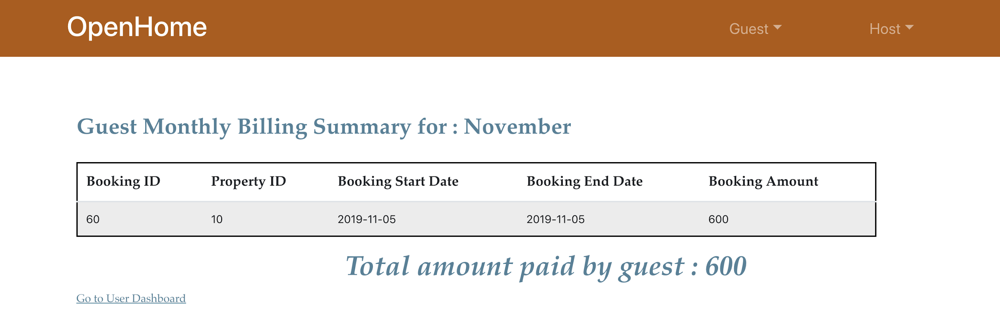 OpenHome Guest Host
Guest Monthly Billing Summary for : November
Booking ID Property ID Booking Start Date Booking End Date Booking Amount
60 10 2019-11-05 2019-11-05 600
Total amount paid by guest : 600
Go to User Dashboard